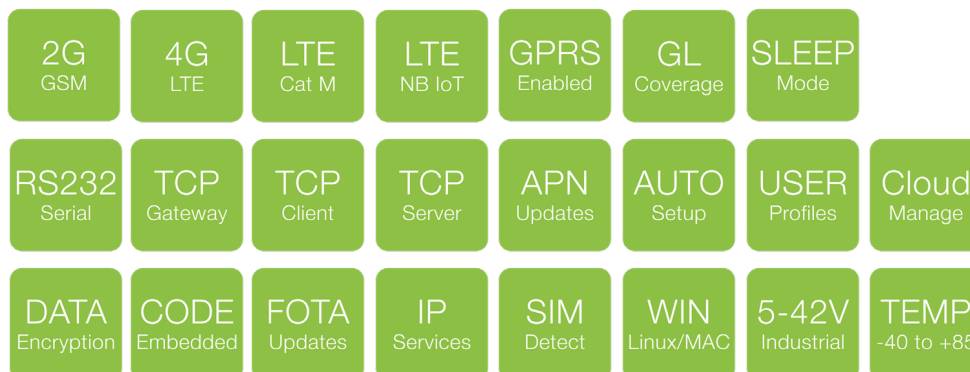 2G 4G LTE LTE GPRS GL SLEEP
GSM LTE Cat M NB IoT Enabled Coverage Mode
RS232 TCP TCP TCP APN AUTO USER Cloud
Serial Gateway Client Server Updates Setup Profiles Manage
DATA CODE FOTA IP SIM WIN 5-42V TEMP
Encryption Embedded Updates Services Detect Linux/MAC Industrial -40 to +85